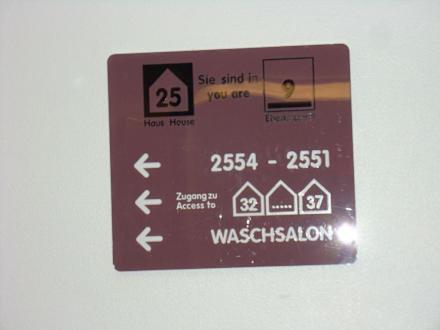 25 Sie sind in 9
you are
Haus House
2554 - 2551
Zugang zu
Access to 32 ..... 37
WASCHSALON